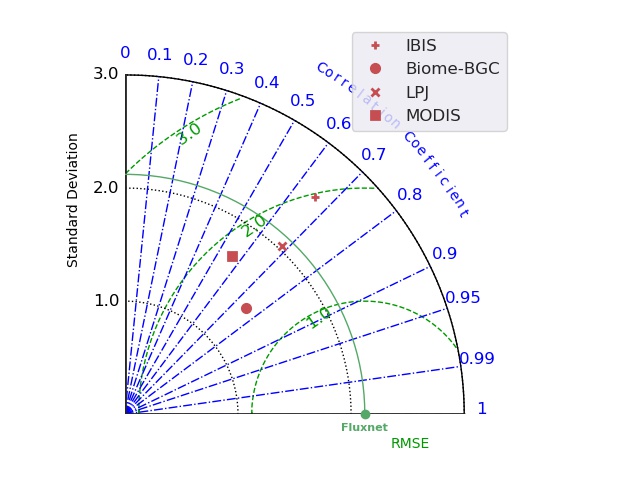 0
0.1
0.2
0.3
0.4
0.5
0.6
0.7
0.8
0.9
0.95
0.99
1
Correlation Coefficient
IBIS
Biome-BGC
LPJ
MODIS
3.0
2.0
1.0
Standard Deviation
3.0
2.0
1.0
Fluxnet
RMSE